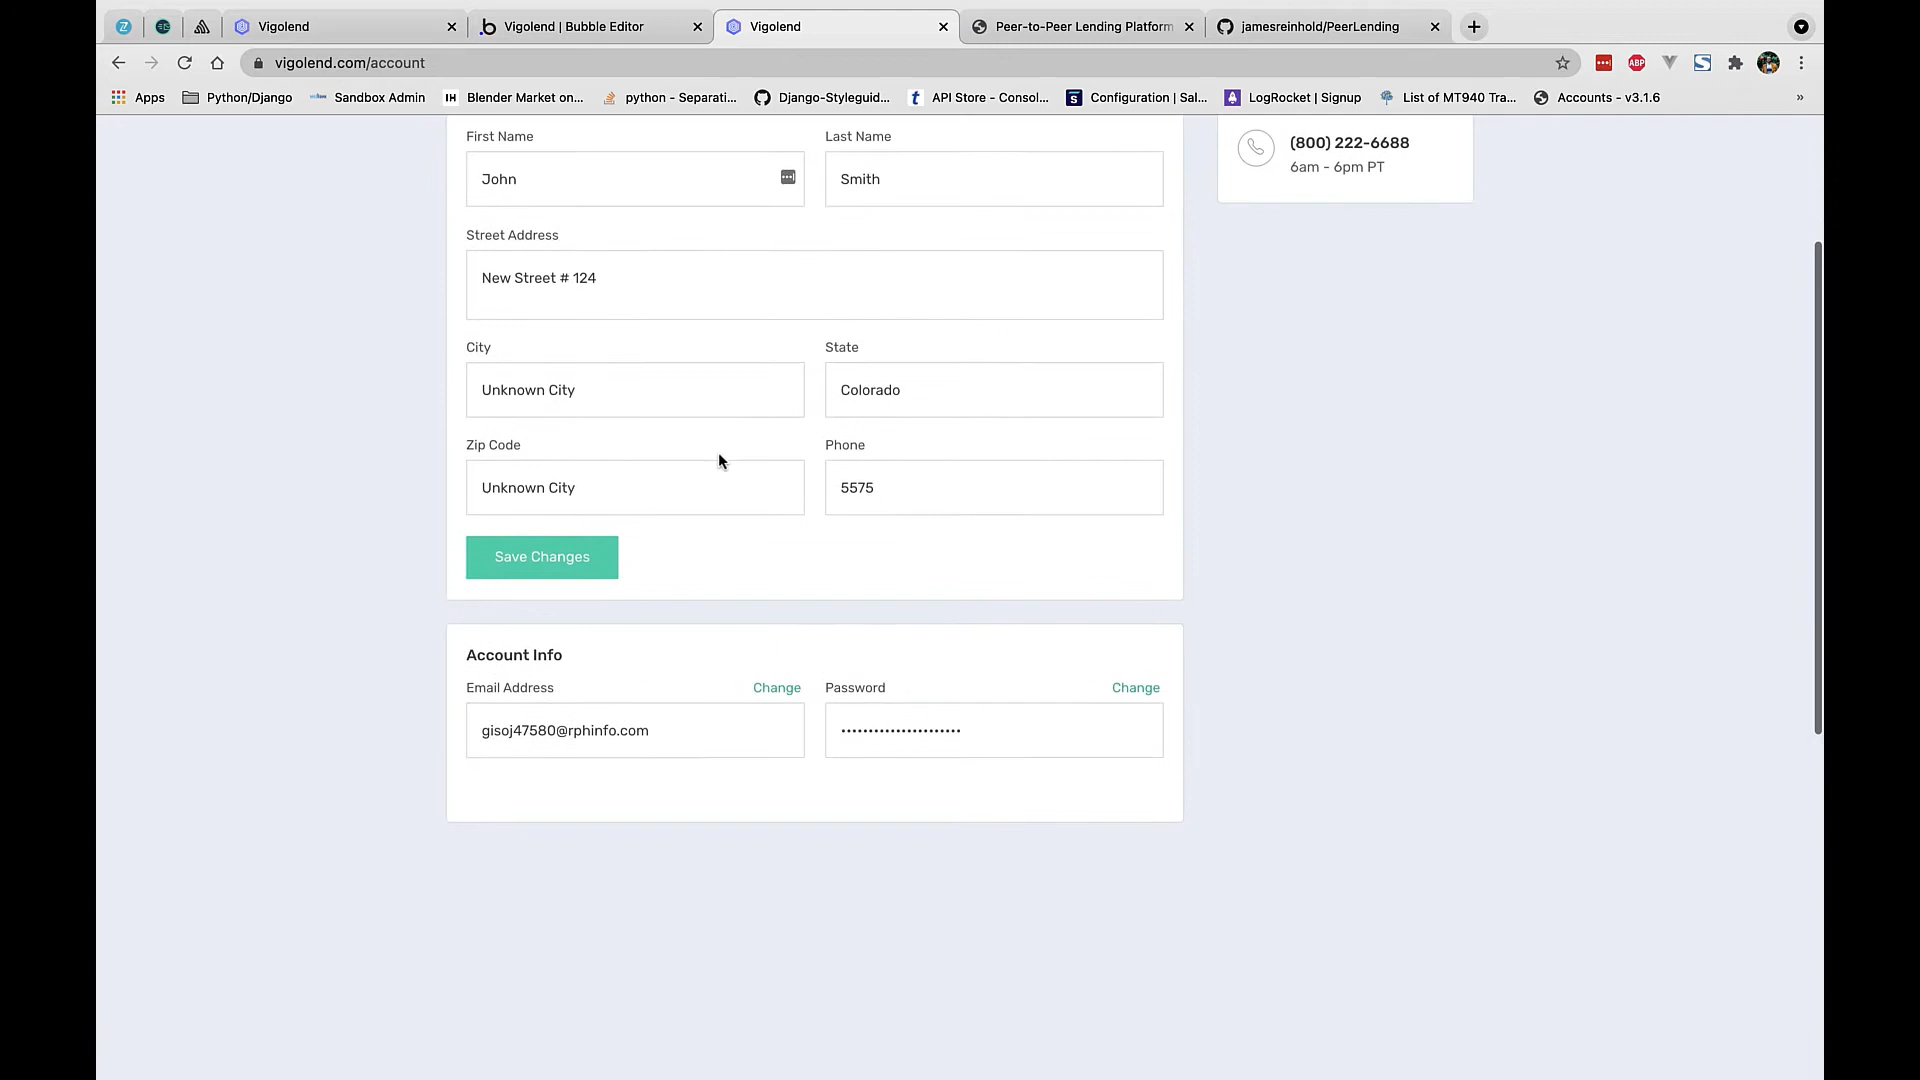 Vigolend
Vigolend | Bubble Editor
Vigolend
Peer-to-Peer Lending Platform
jamesreinhold/PeerLending
vigolend.com/account
ABP
Apps
Python/Django
Sandbox Admin
IH Blender Market on...
python - Separati...
Django-Styleguid...
t API Store - Consol...
S Configuration | Sal...
LogRocket | Signup
List of MT940 Tra...
Accounts - v3.1.6
»
First Name
Last Name
John
Smith
(800) 222-6688
6am - 6pm PT
Street Address
New Street # 124
City
State
Unknown City
Colorado
Zip Code
Phone
Unknown City
5575
Save Changes
Account Info
Email Address
Change
Password
Change
gisoj47580@rphinfo.com